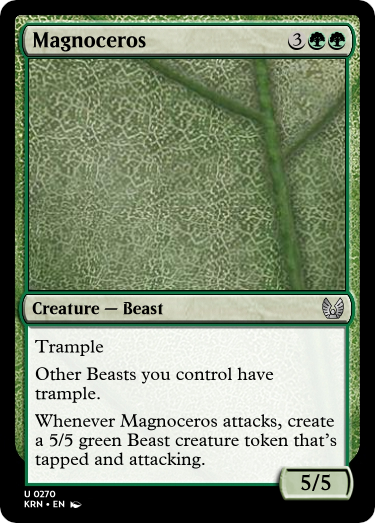 Magnoceros 3
Creature — Beast
Trample
Other Beasts you control have
trample.
Whenever Magnoceros attacks, create
a 5/5 green Beast creature token that's
tapped and attacking.
5/5
U 0270
KRN • EN